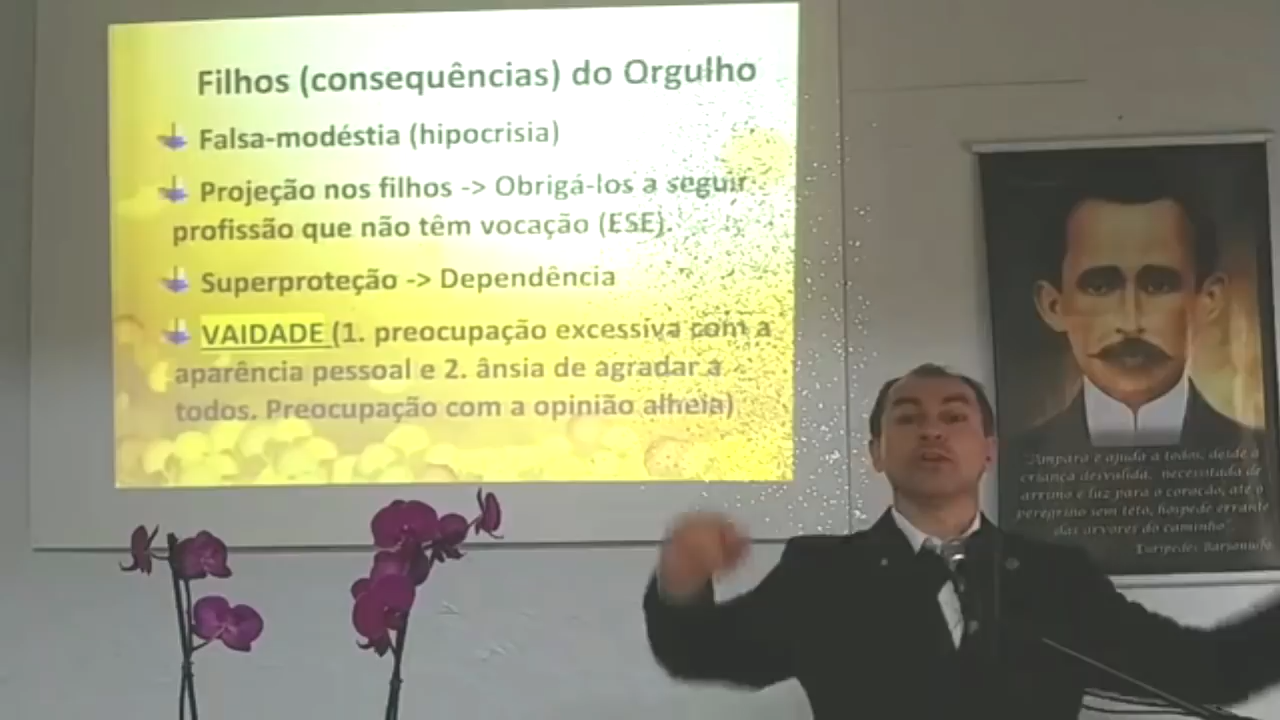 Filhos (consequências) do Orgulho
Falsa-modéstia (hipocrisia)
Projeção nos filhos -> Obrigá-los a seguir
profissão que não têm vocação (ESE).
Superproteção -> Dependência
VAIDADE (1. preocupação excessiva com a
aparência pessoal e 2. ânsia de agradar a
todos. Preocupação com a opinião alheia)
"Ampara e ajuda a todos, desde a
criança desvalida, necessitada de
arrimo e luz para o coração, até o
peregrino sem teto, hóspede errante
das árvores do caminho".
Eurípedes Barsanulfo